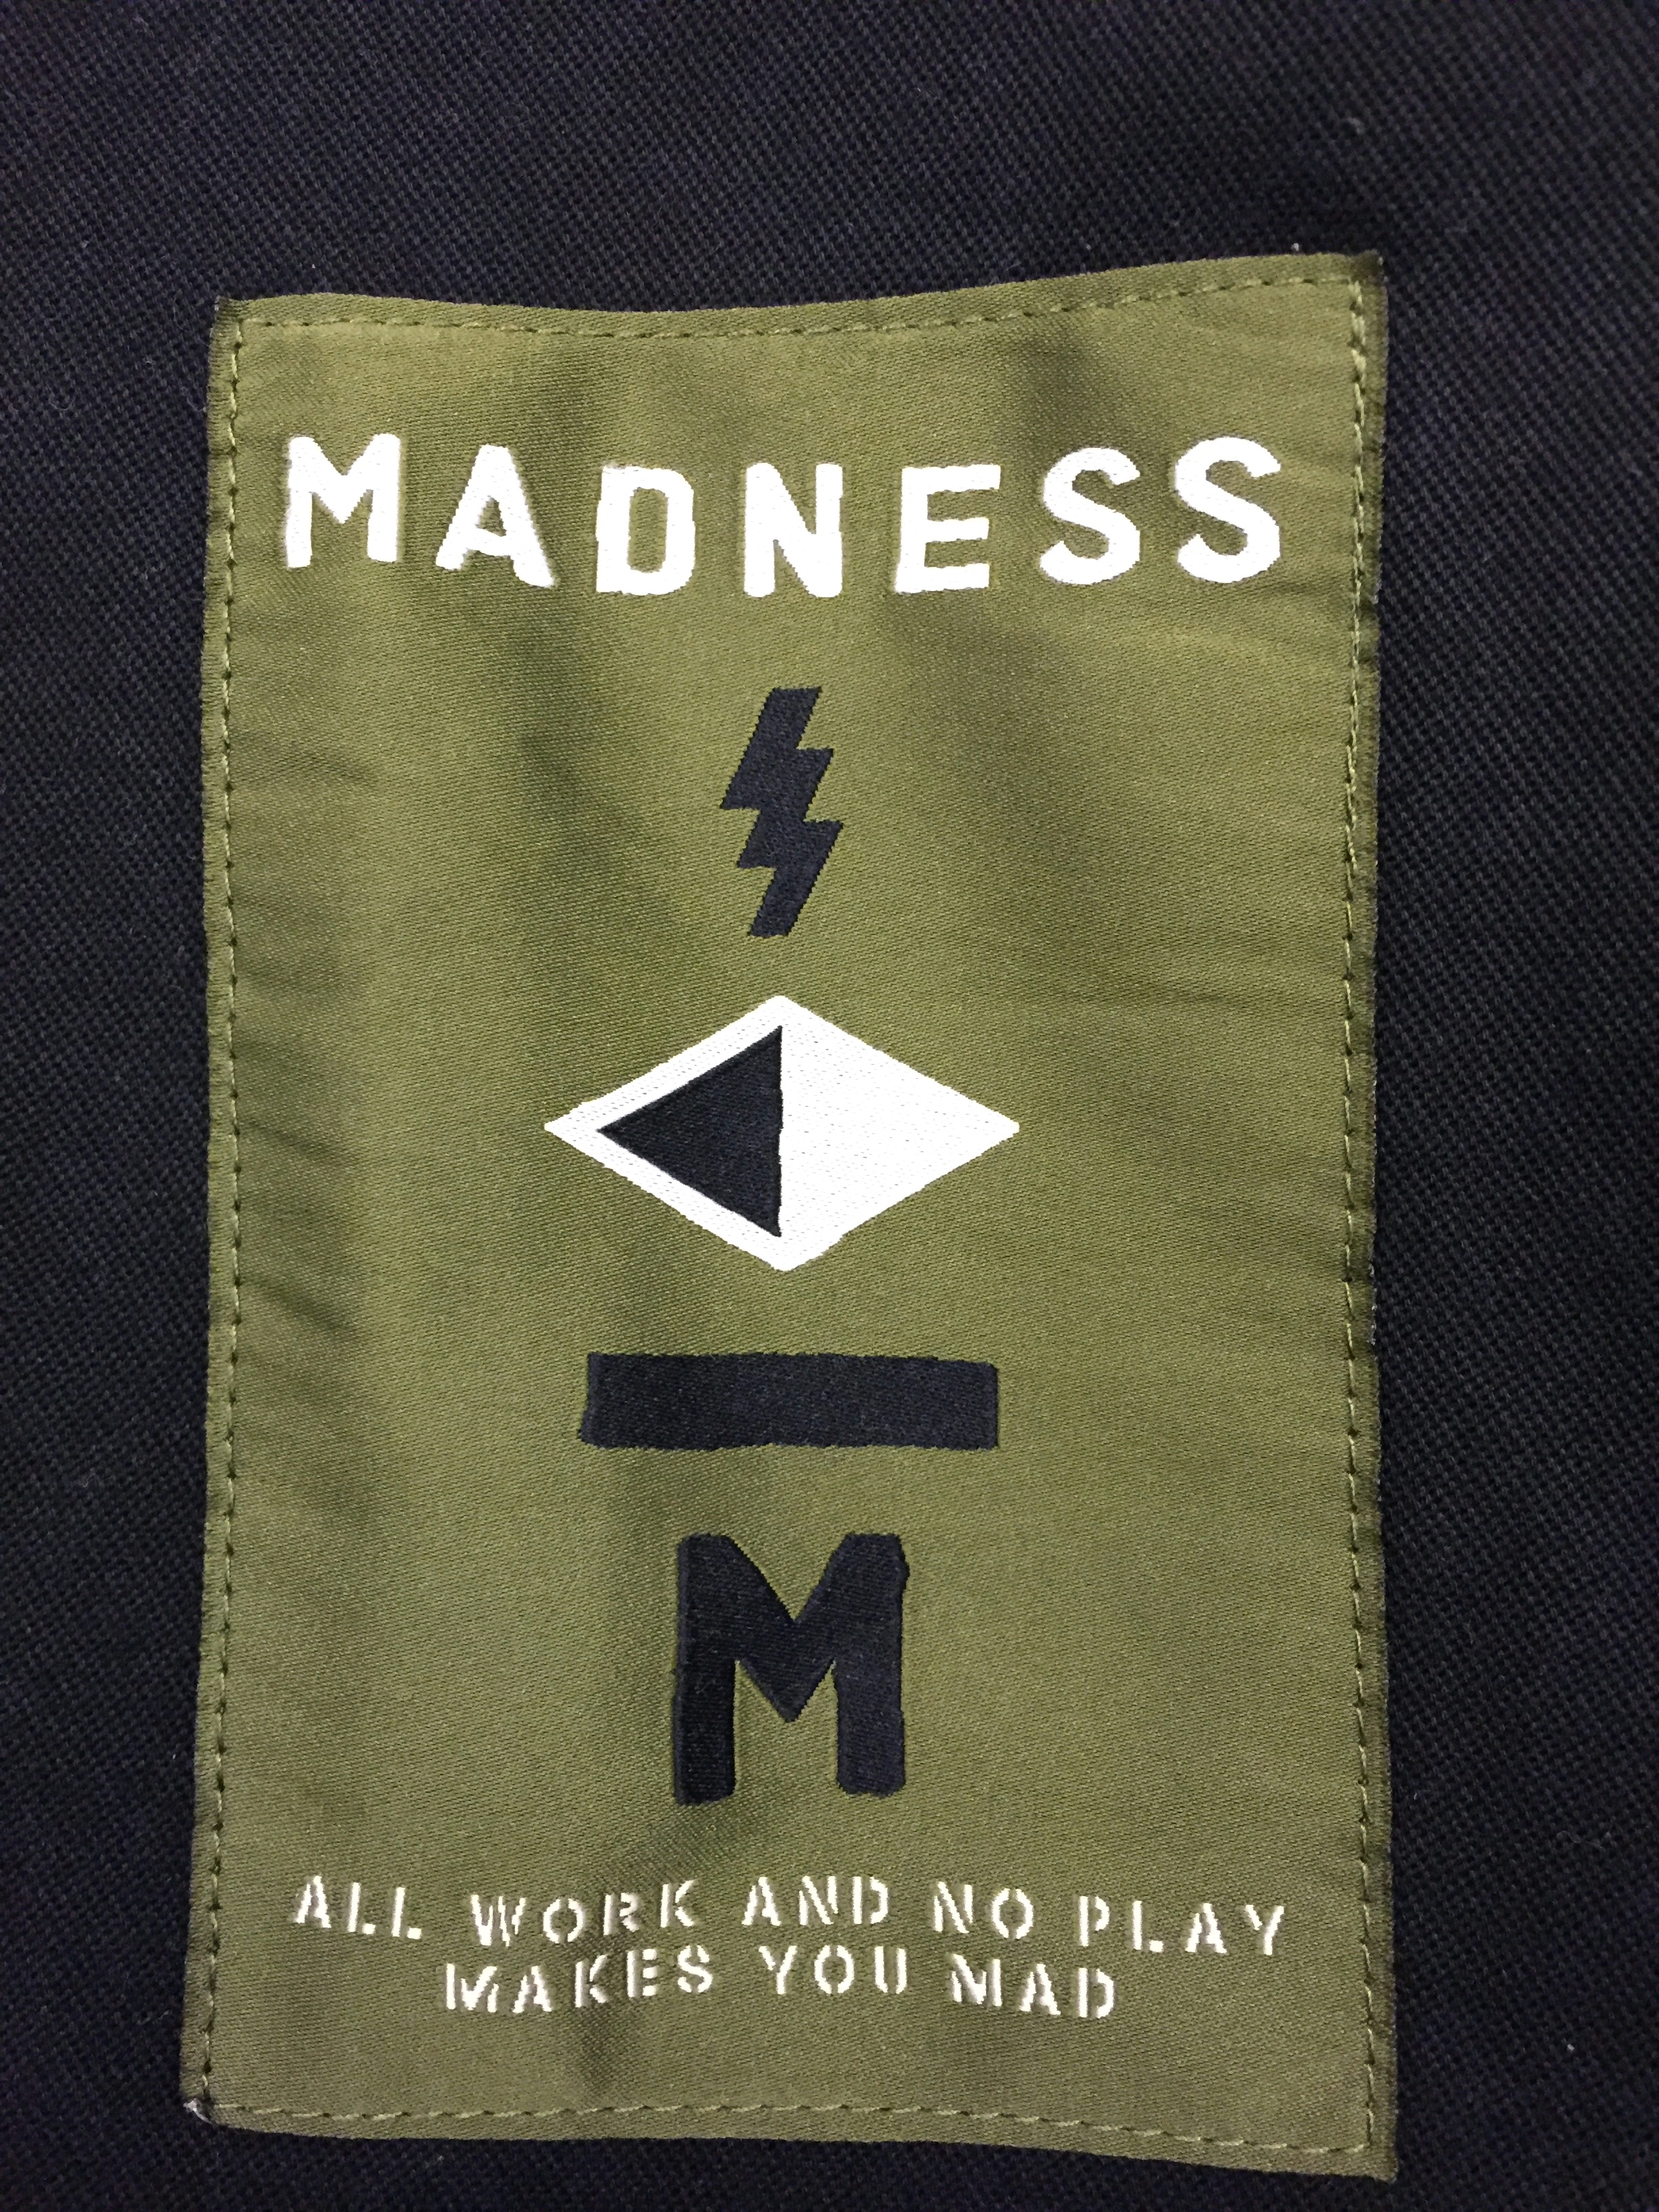 MADNESS
M
ALL WORK AND NO PLAY
MAKES YOU MAD